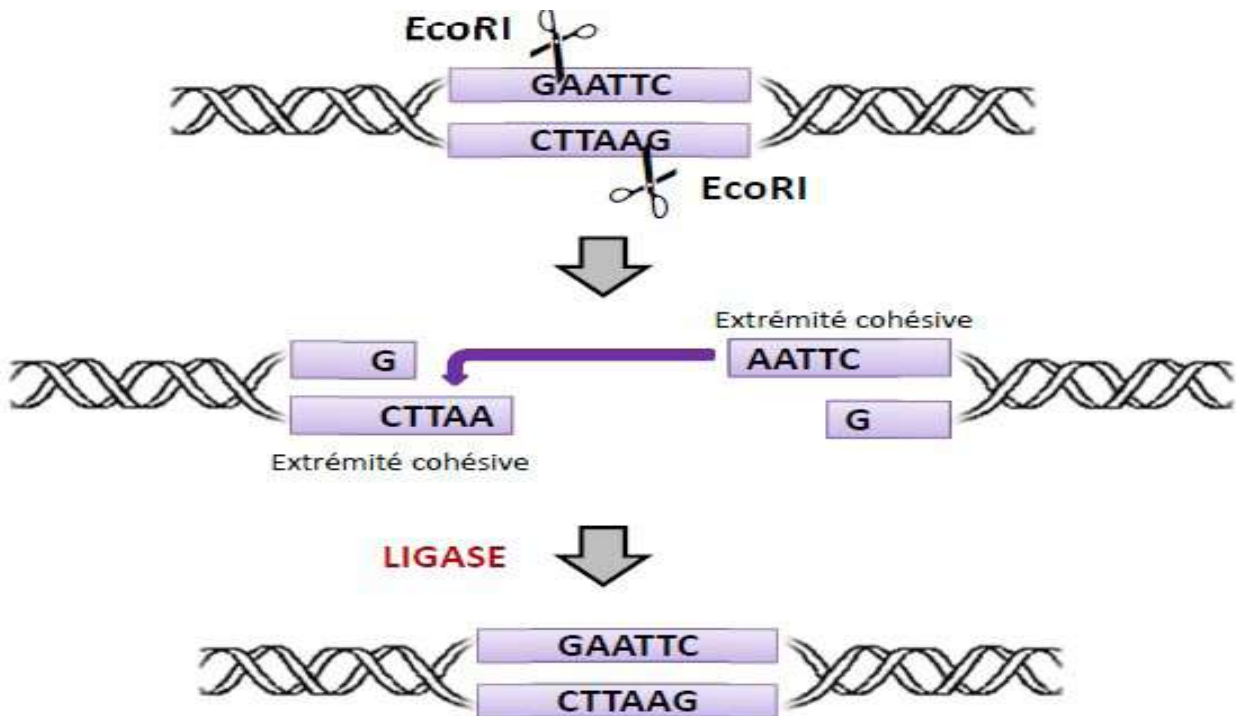 EcoRI
GAATTC
CTTAAG
EcoRI
Extrémité cohésive
G
AATTC
CTTAA
G
Extrémité cohésive
LIGASE
GAATTC
CTTAAG